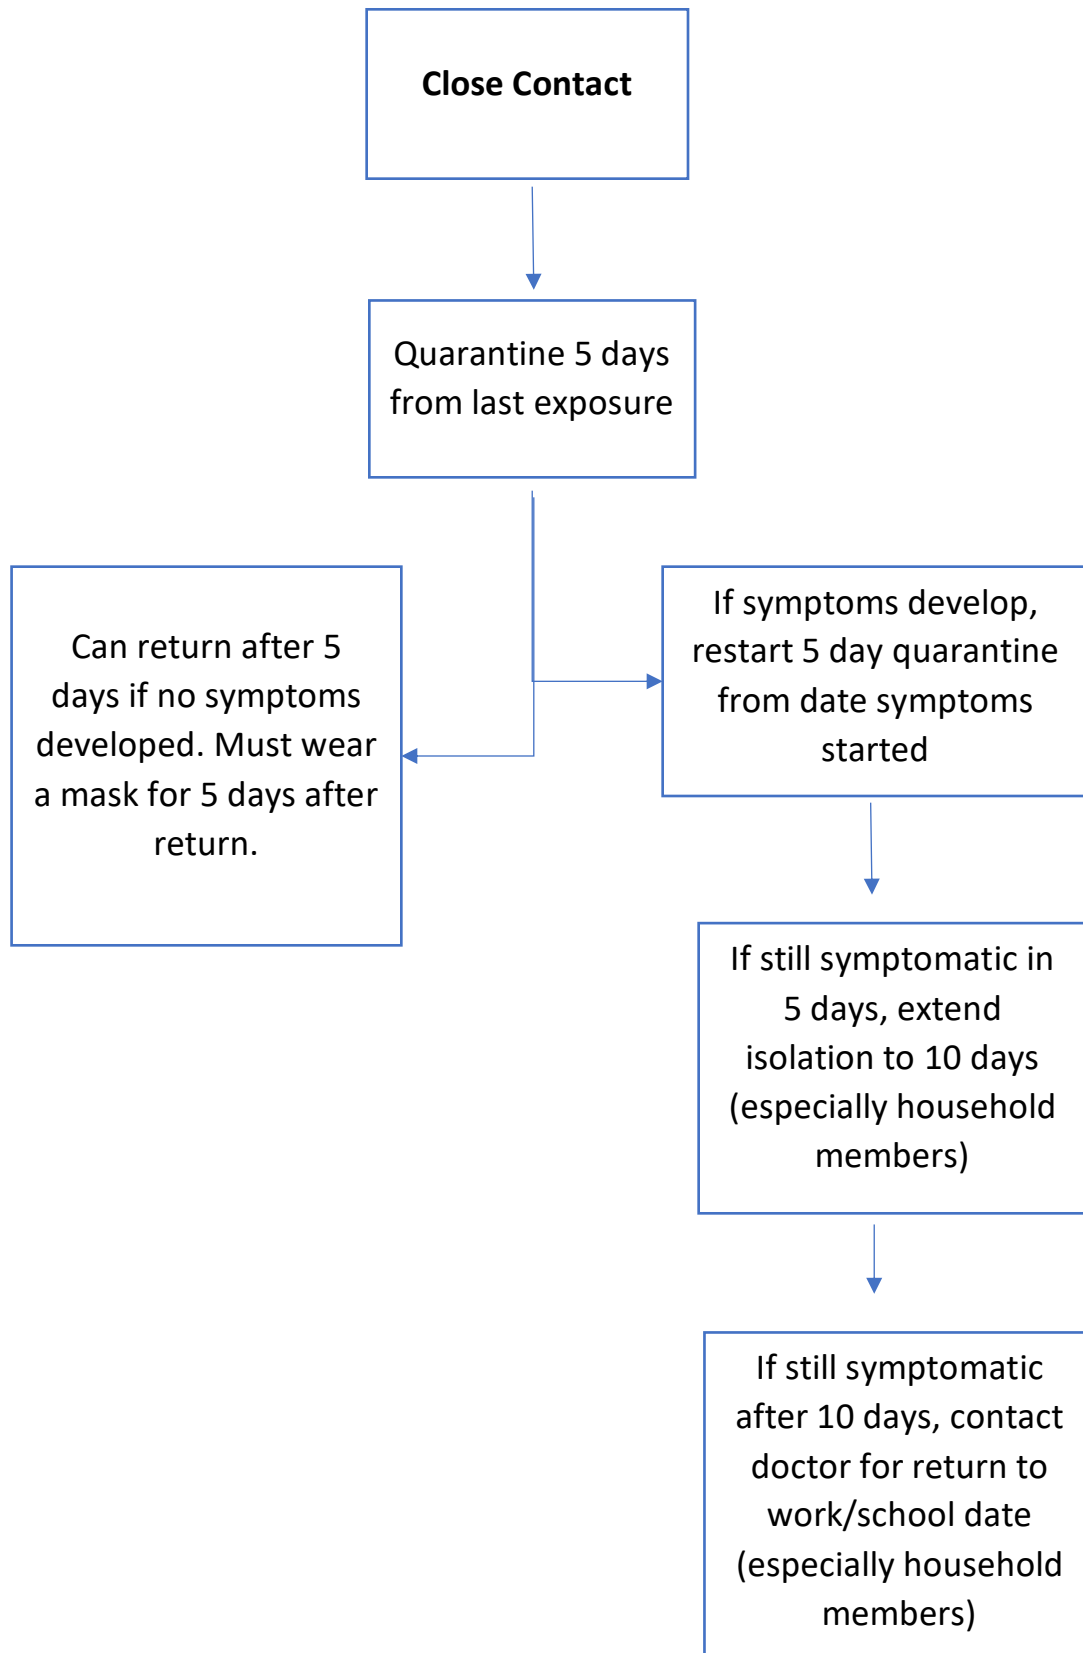 Close Contact
Quarantine 5 days
from last exposure
Can return after 5
days if no symptoms
developed. Must wear
a mask for 5 days after
return.
If symptoms develop,
restart 5 day quarantine
from date symptoms
started
If still symptomatic in
5 days, extend
isolation to 10 days
(especially household
members)
If still symptomatic
after 10 days, contact
doctor for return to
work/school date
(especially household
members)